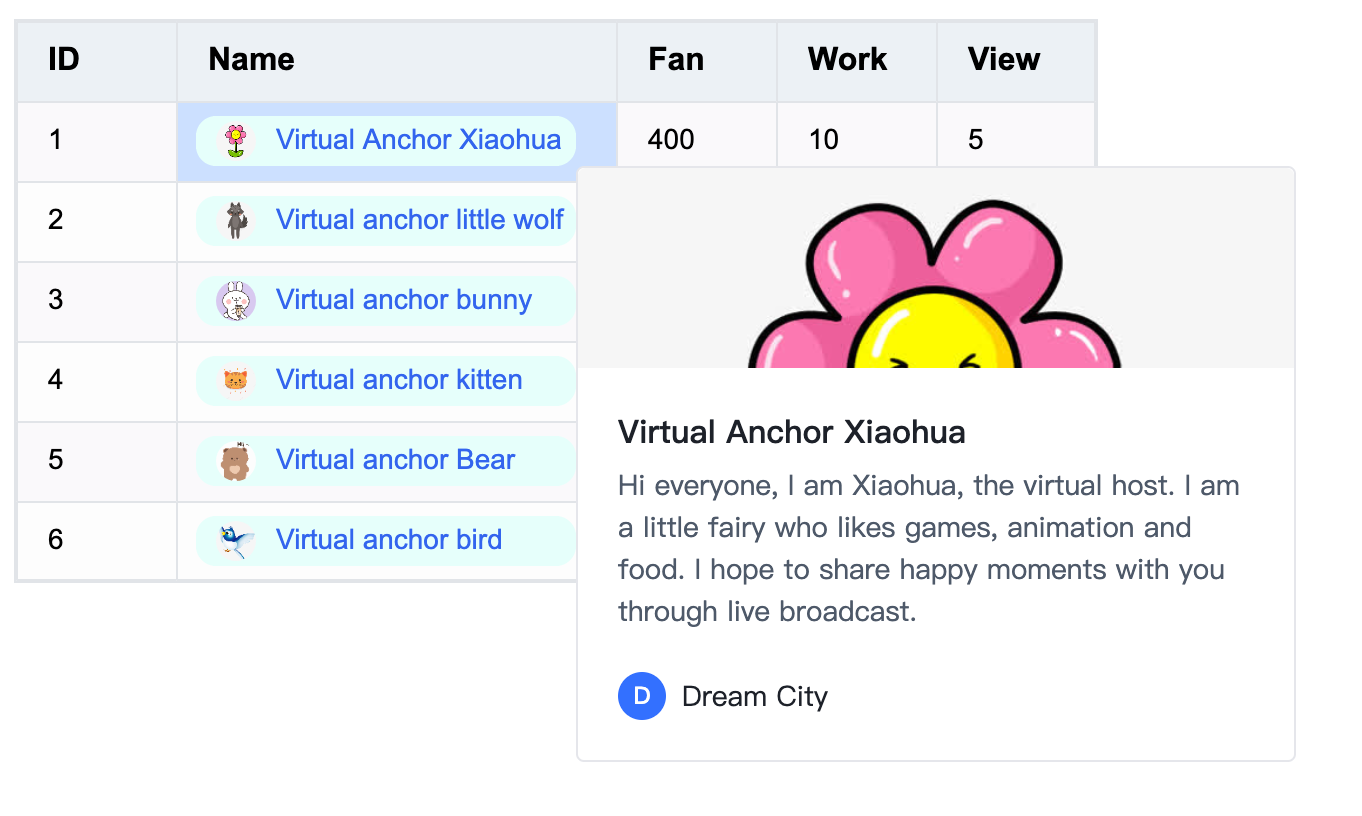 ID Name Fan Work View
1 Virtual Anchor Xiaohua 400 10 5
2 Virtual anchor little wolf
3 Virtual anchor bunny
4 Virtual anchor kitten
5 Virtual anchor Bear
6 Virtual anchor bird
Virtual Anchor Xiaohua
Hi everyone, I am Xiaohua, the virtual host. I am
a little fairy who likes games, animation and
food. I hope to share happy moments with you
through live broadcast.
D Dream City